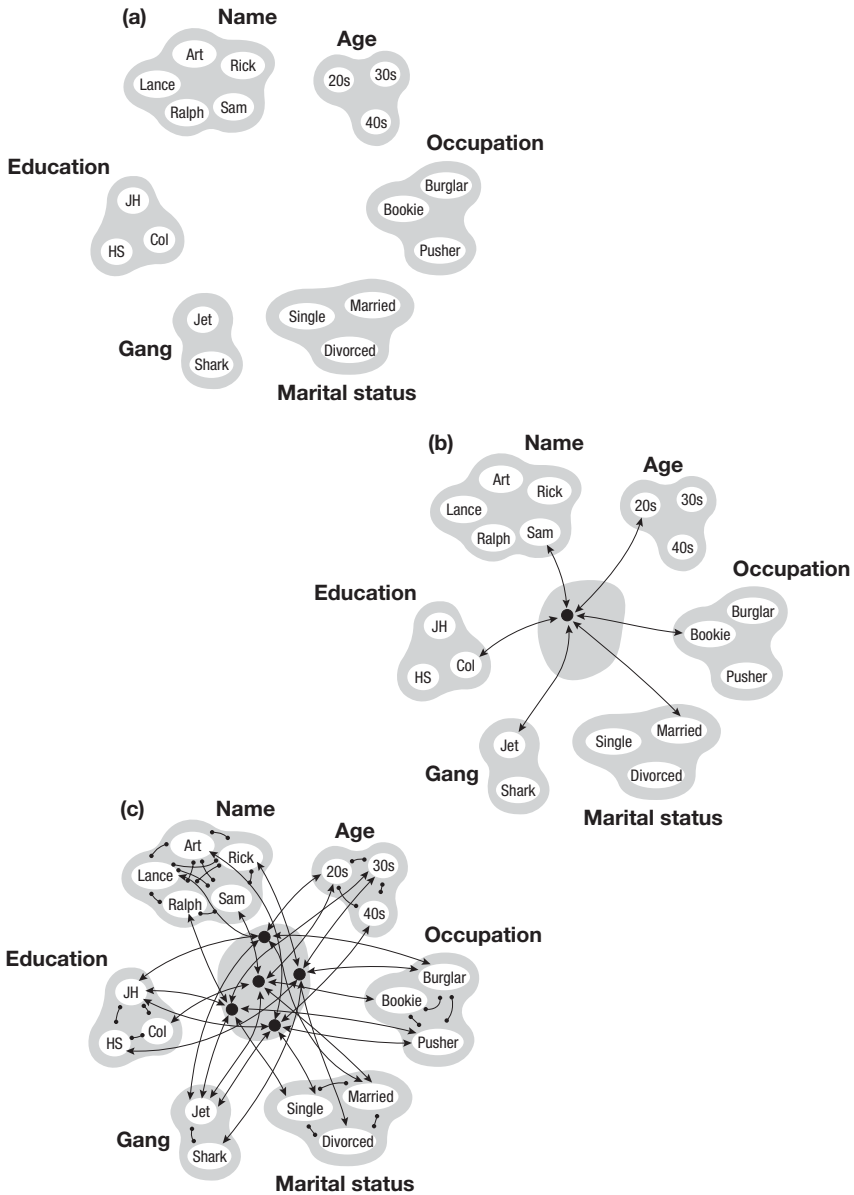 (a)
Name
Art
Rick
Lance
Ralph
Sam
Age
20s
30s
40s
Occupation
Burglar
Bookie
Pusher
Education
JH
HS
Col
Gang
Jet
Shark
Single
Married
Divorced
Marital status
(b)
Name
Art
Rick
Lance
Ralph
Sam
Age
20s
30s
40s
Occupation
Burglar
Bookie
Pusher
Education
JH
HS
Col
Gang
Jet
Shark
Single
Married
Divorced
Marital status
(c)
Name
Art
Rick
Lance
Ralph
Sam
Age
20s
30s
40s
Occupation
Burglar
Bookie
Pusher
Education
JH
HS
Col
Gang
Jet
Shark
Single
Married
Divorced
Marital status